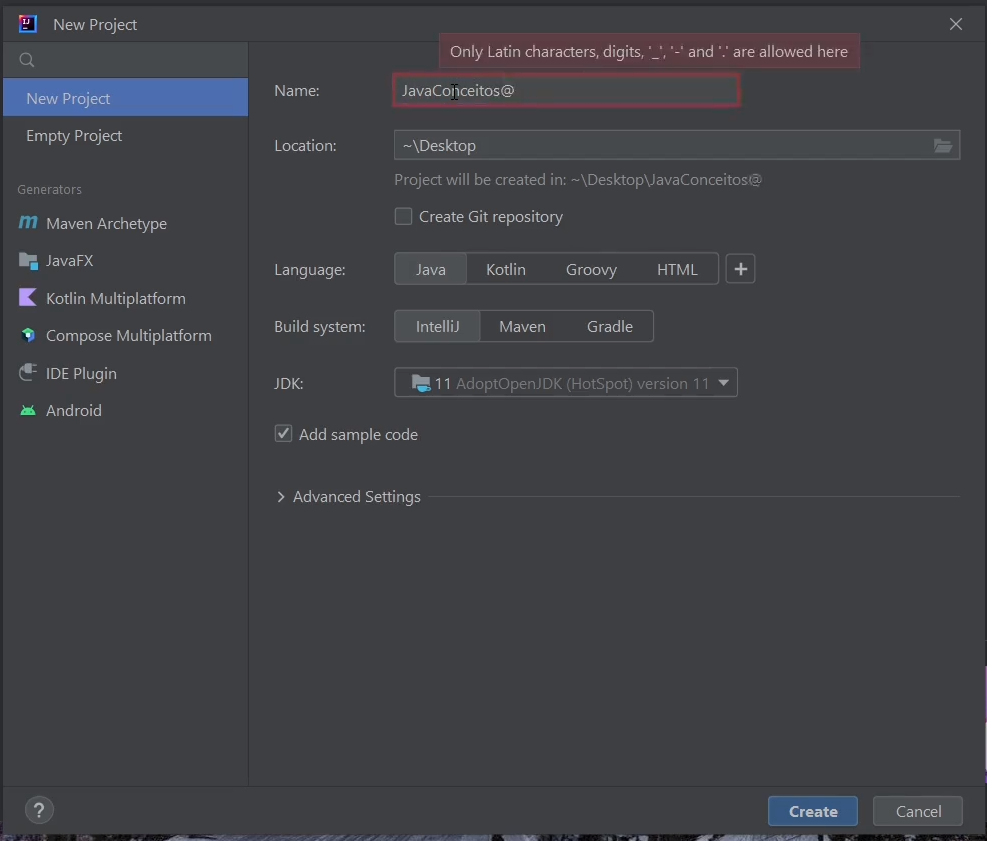 New Project
Only Latin characters, digits, '_', '-' and '.' are allowed here
New Project
Empty Project
Generators
Maven Archetype
JavaFX
Kotlin Multiplatform
Compose Multiplatform
IDE Plugin
Android
Name:
JavaConceitos@
Location:
~\Desktop
Project will be created in: ~\Desktop\JavaConceitos@
Create Git repository
Language:
Java Kotlin Groovy HTML +
Build system:
IntelliJ Maven Gradle
JDK:
11 AdoptOpenJDK (HotSpot) version 11
Add sample code
Advanced Settings
? Create Cancel